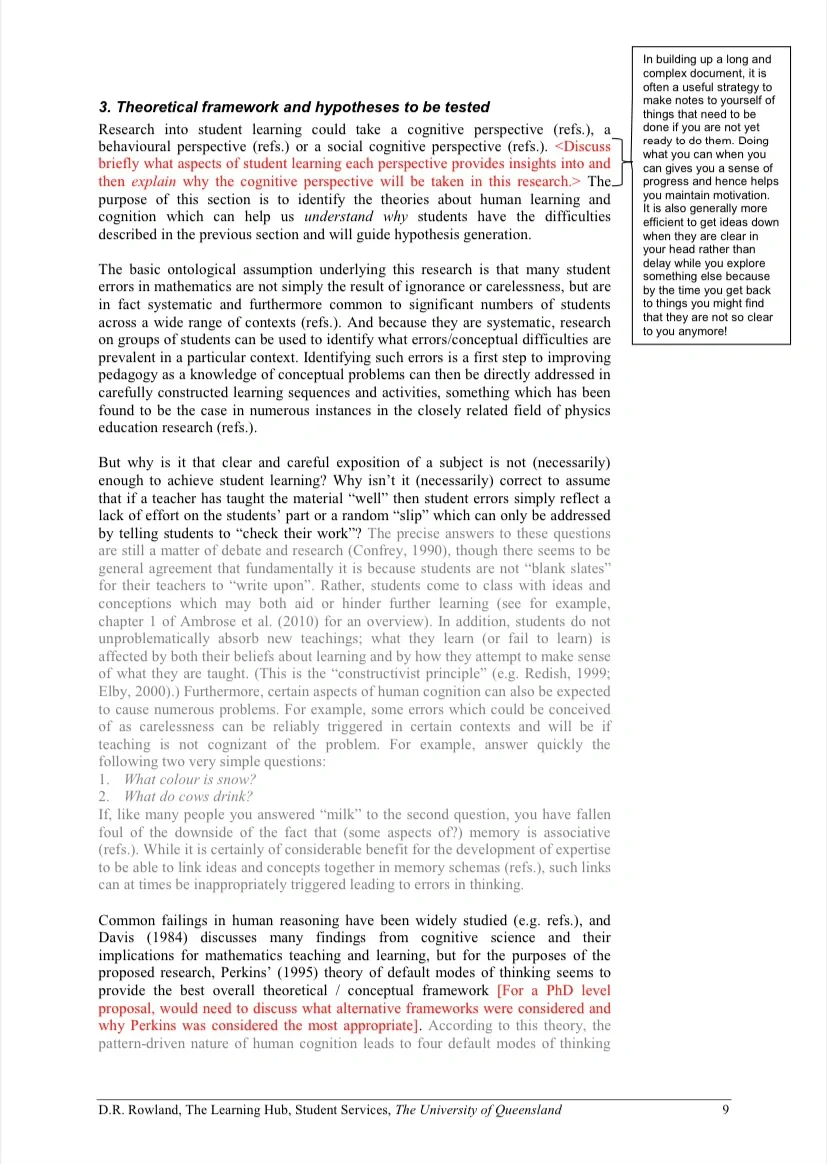 3. Theoretical framework and hypotheses to be tested
Research into student learning could take a cognitive perspective (refs.), a
behavioural perspective (refs.) or a social cognitive perspective (refs.). <Discuss
briefly what aspects of student learning each perspective provides insights into and
then explain why the cognitive perspective will be taken in this research.> The
purpose of this section is to identify the theories about human learning and
cognition which can help us understand why students have the difficulties
described in the previous section and will guide hypothesis generation.
The basic ontological assumption underlying this research is that many student
errors in mathematics are not simply the result of ignorance or carelessness, but are
in fact systematic and furthermore common to significant numbers of students
across a wide range of contexts (refs.). And because they are systematic, research
on groups of students can be used to identify what errors/conceptual difficulties are
prevalent in a particular context. Identifying such errors is a first step to improving
pedagogy as a knowledge of conceptual problems can then be directly addressed in
carefully constructed learning sequences and activities, something which has been
found to be the case in numerous instances in the closely related field of physics
education research (refs.).
But why is it that clear and careful exposition of a subject is not (necessarily)
enough to achieve student learning? Why isn't it (necessarily) correct to assume
that if a teacher has taught the material “well” then student errors simply reflect a
lack of effort on the students' part or a random “slip” which can only be addressed
by telling students to “check their work”? The precise answers to these questions
are still a matter of debate and research (Confrey, 1990), though there seems to be
general agreement that fundamentally it is because students are not “blank slates”
for their teachers to “write upon”. Rather, students come to class with ideas and
conceptions which may both aid or hinder further learning (see for example,
chapter 1 of Ambrose et al. (2010) for an overview). In addition, students do not
unproblematically absorb new teachings; what they learn (or fail to learn) is
affected by both their beliefs about learning and by how they attempt to make sense
of what they are taught. (This is the “constructivist principle” (e.g. Redish, 1999;
Elby, 2000).) Furthermore, certain aspects of human cognition can also be expected
to cause numerous problems. For example, some errors which could be conceived
of as carelessness can be reliably triggered in certain contexts and will be if
teaching is not cognizant of the problem. For example, answer quickly the
following two very simple questions:
1. What colour is snow?
2. What do cows drink?
If, like many people you answered “milk” to the second question, you have fallen
foul of the downside of the fact that (some aspects of?) memory is associative
(refs.). While it is certainly of considerable benefit for the development of expertise
to be able to link ideas and concepts together in memory schemas (refs.), such links
can at times be inappropriately triggered leading to errors in thinking.
Common failings in human reasoning have been widely studied (e.g. refs.), and
Davis (1984) discusses many findings from cognitive science and their
implications for mathematics teaching and learning, but for the purposes of the
proposed research, Perkins' (1995) theory of default modes of thinking seems to
provide the best overall theoretical / conceptual framework [For a PhD level
proposal, would need to discuss what alternative frameworks were considered and
why Perkins was considered the most appropriate]. According to this theory, the
pattern-driven nature of human cognition leads to four default modes of thinking
In building up a long and
complex document, it is
often a useful strategy to
make notes to yourself of
things that need to be
done if you are not yet
ready to do them. Doing
what you can when you
can gives you a sense of
progress and hence helps
you maintain motivation.
It is also generally more
efficient to get ideas down
when they are clear in
your head rather than
delay while you explore
something else because
by the time you get back
to things you might find
that they are not so clear
to you anymore!
D.R. Rowland, The Learning Hub, Student Services, The University of Queensland 9